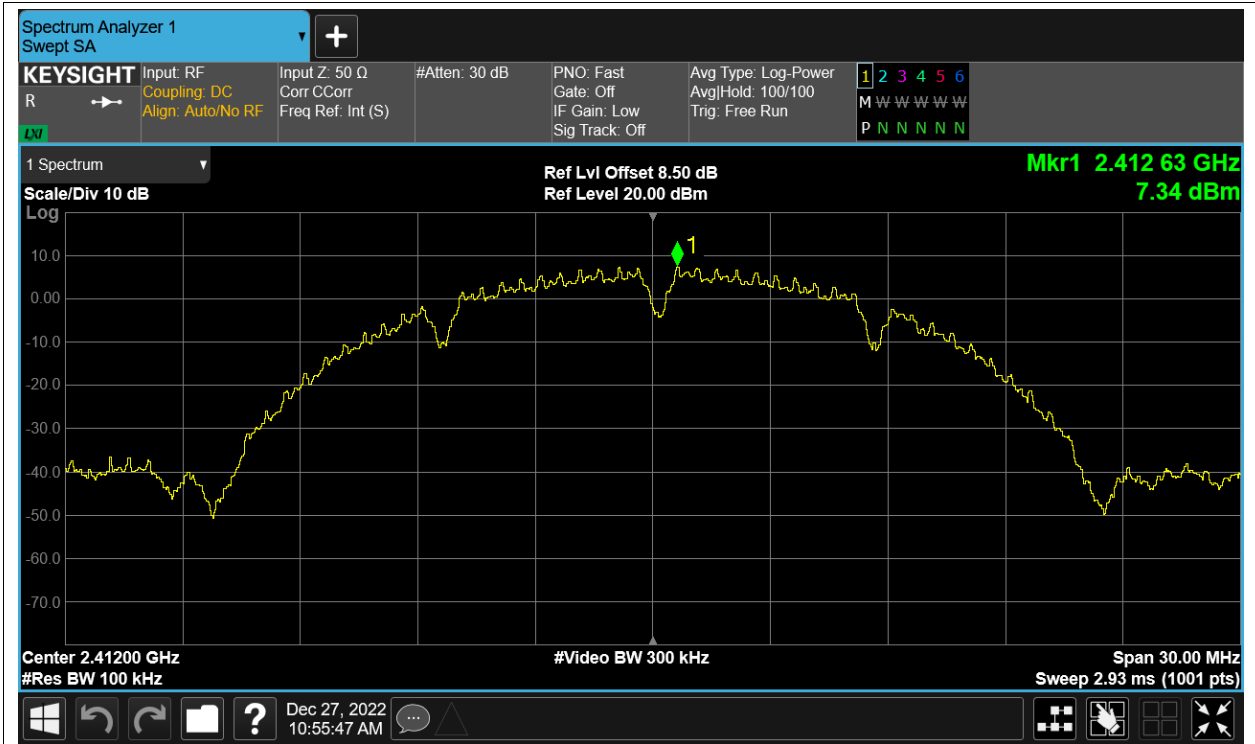 Spectrum Analyzer 1
Swept SA
KEYSIGHT
R
LXI
Input: RF
Coupling: DC
Align: Auto/No RF
Input Z: 50 Ω
Corr CCorr
Freq Ref: Int (S)
#Atten: 30 dB
PNO: Fast
Gate: Off
IF Gain: Low
Sig Track: Off
Avg Type: Log-Power
Avg|Hold: 100/100
Trig: Free Run
1 2 3 4 5 6
M W W W W W
P N N N N N
1 Spectrum
Scale/Div 10 dB
Log
Ref Lvl Offset 8.50 dB
Ref Level 20.00 dBm
Mkr1 2.412 63 GHz
7.34 dBm
1
10.0
0.00
-10.0
-20.0
-30.0
-40.0
-50.0
-60.0
-70.0
Center 2.41200 GHz
#Res BW 100 kHz
#Video BW 300 kHz
Span 30.00 MHz
Sweep 2.93 ms (1001 pts)
?
Dec 27, 2022
10:55:47 AM